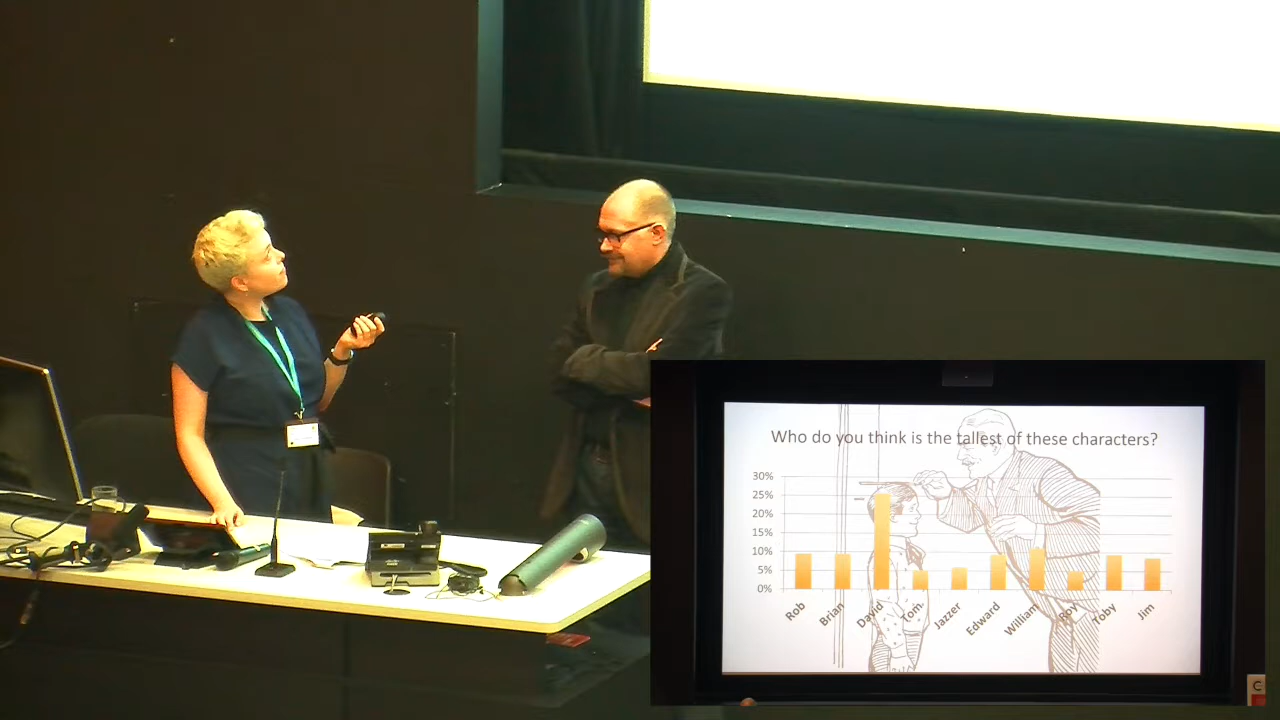 Who do you think is the tallest of these characters?
30%
25%
20%
15%
10%
5%
0%
Rob
Brian
David
Tom
Jazzer
Edward
William
Roy
Toby
Jim
C